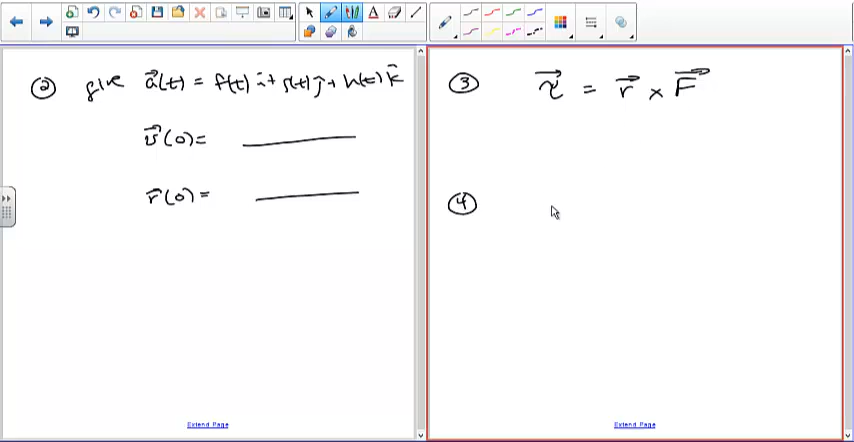 ② give a⃗(t) = f(t) i + g(t) j + h(t) k̂
v⃗(0) =
r⃗(0) =
Extend Page
③ τ⃗ = r⃗ × F⃗
④
Extend Page